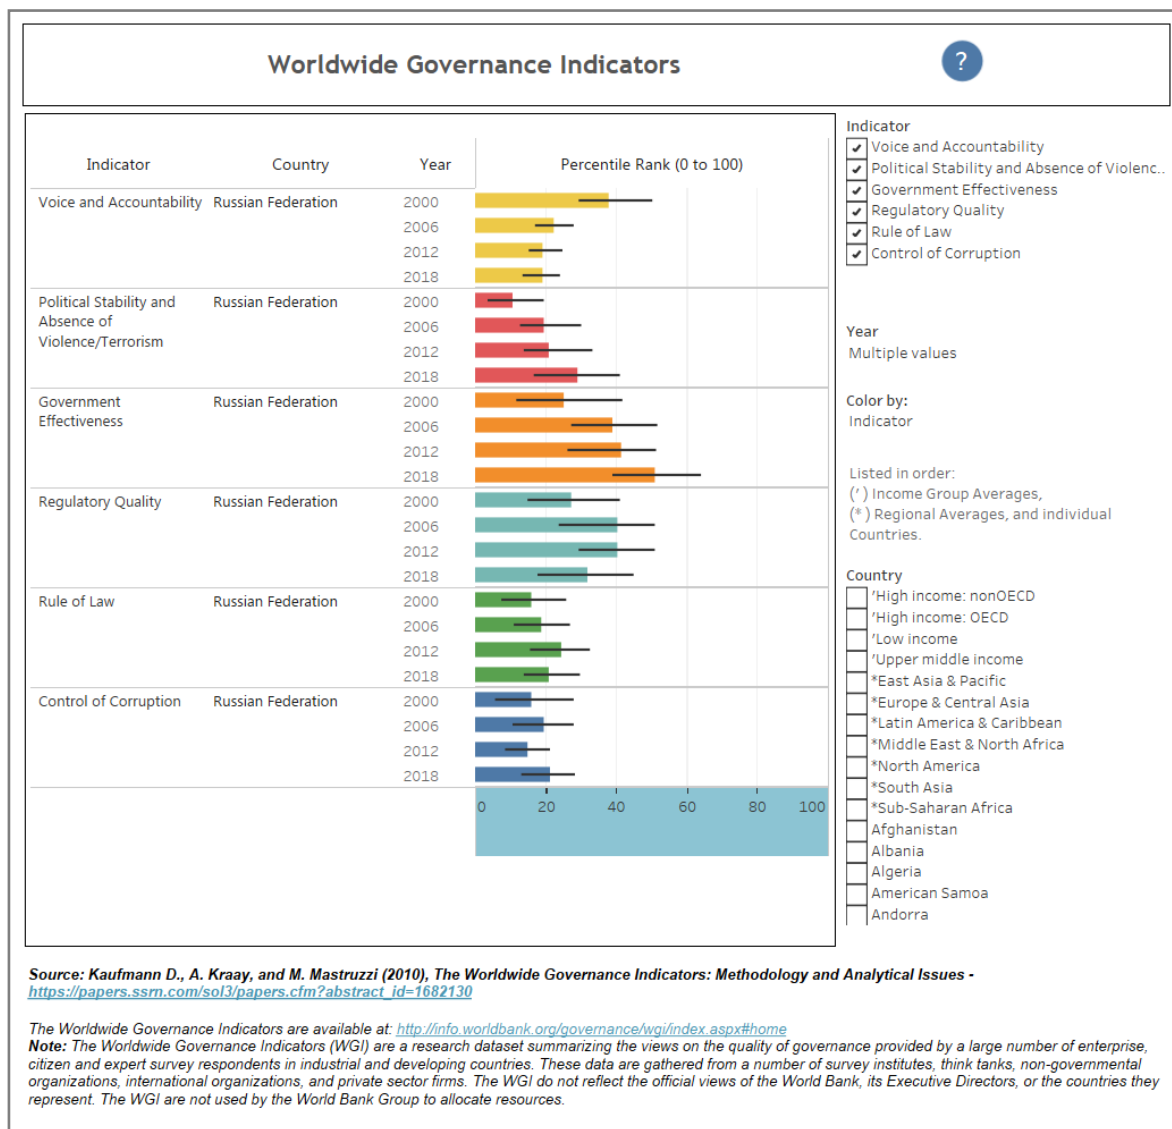 Worldwide Governance Indicators
?
Indicator Country Year Percentile Rank (0 to 100)
Voice and Accountability Russian Federation 2000
2006
2012
2018
Political Stability and Absence of Violence/Terrorism Russian Federation 2000
2006
2012
2018
Government Effectiveness Russian Federation 2000
2006
2012
2018
Regulatory Quality Russian Federation 2000
2006
2012
2018
Rule of Law Russian Federation 2000
2006
2012
2018
Control of Corruption Russian Federation 2000
2006
2012
2018
0 20 40 60 80 100
Indicator
Voice and Accountability
Political Stability and Absence of Violenc..
Government Effectiveness
Regulatory Quality
Rule of Law
Control of Corruption
Year
Multiple values
Color by:
Indicator
Listed in order:
(') Income Group Averages,
(*) Regional Averages, and individual
Countries.
Country
'High income: nonOECD
'High income: OECD
'Low income
'Upper middle income
*East Asia & Pacific
*Europe & Central Asia
*Latin America & Caribbean
*Middle East & North Africa
*North America
*South Asia
*Sub-Saharan Africa
Afghanistan
Albania
Algeria
American Samoa
Andorra
Source: Kaufmann D., A. Kraay, and M. Mastruzzi (2010), The Worldwide Governance Indicators: Methodology and Analytical Issues -
https://papers.ssrn.com/sol3/papers.cfm?abstract_id=1682130
The Worldwide Governance Indicators are available at: http://info.worldbank.org/governance/wgi/index.aspx#home
Note: The Worldwide Governance Indicators (WGI) are a research dataset summarizing the views on the quality of governance provided by a large number of enterprise,
citizen and expert survey respondents in industrial and developing countries. These data are gathered from a number of survey institutes, think tanks, non-governmental
organizations, international organizations, and private sector firms. The WGI do not reflect the official views of the World Bank, its Executive Directors, or the countries they
represent. The WGI are not used by the World Bank Group to allocate resources.